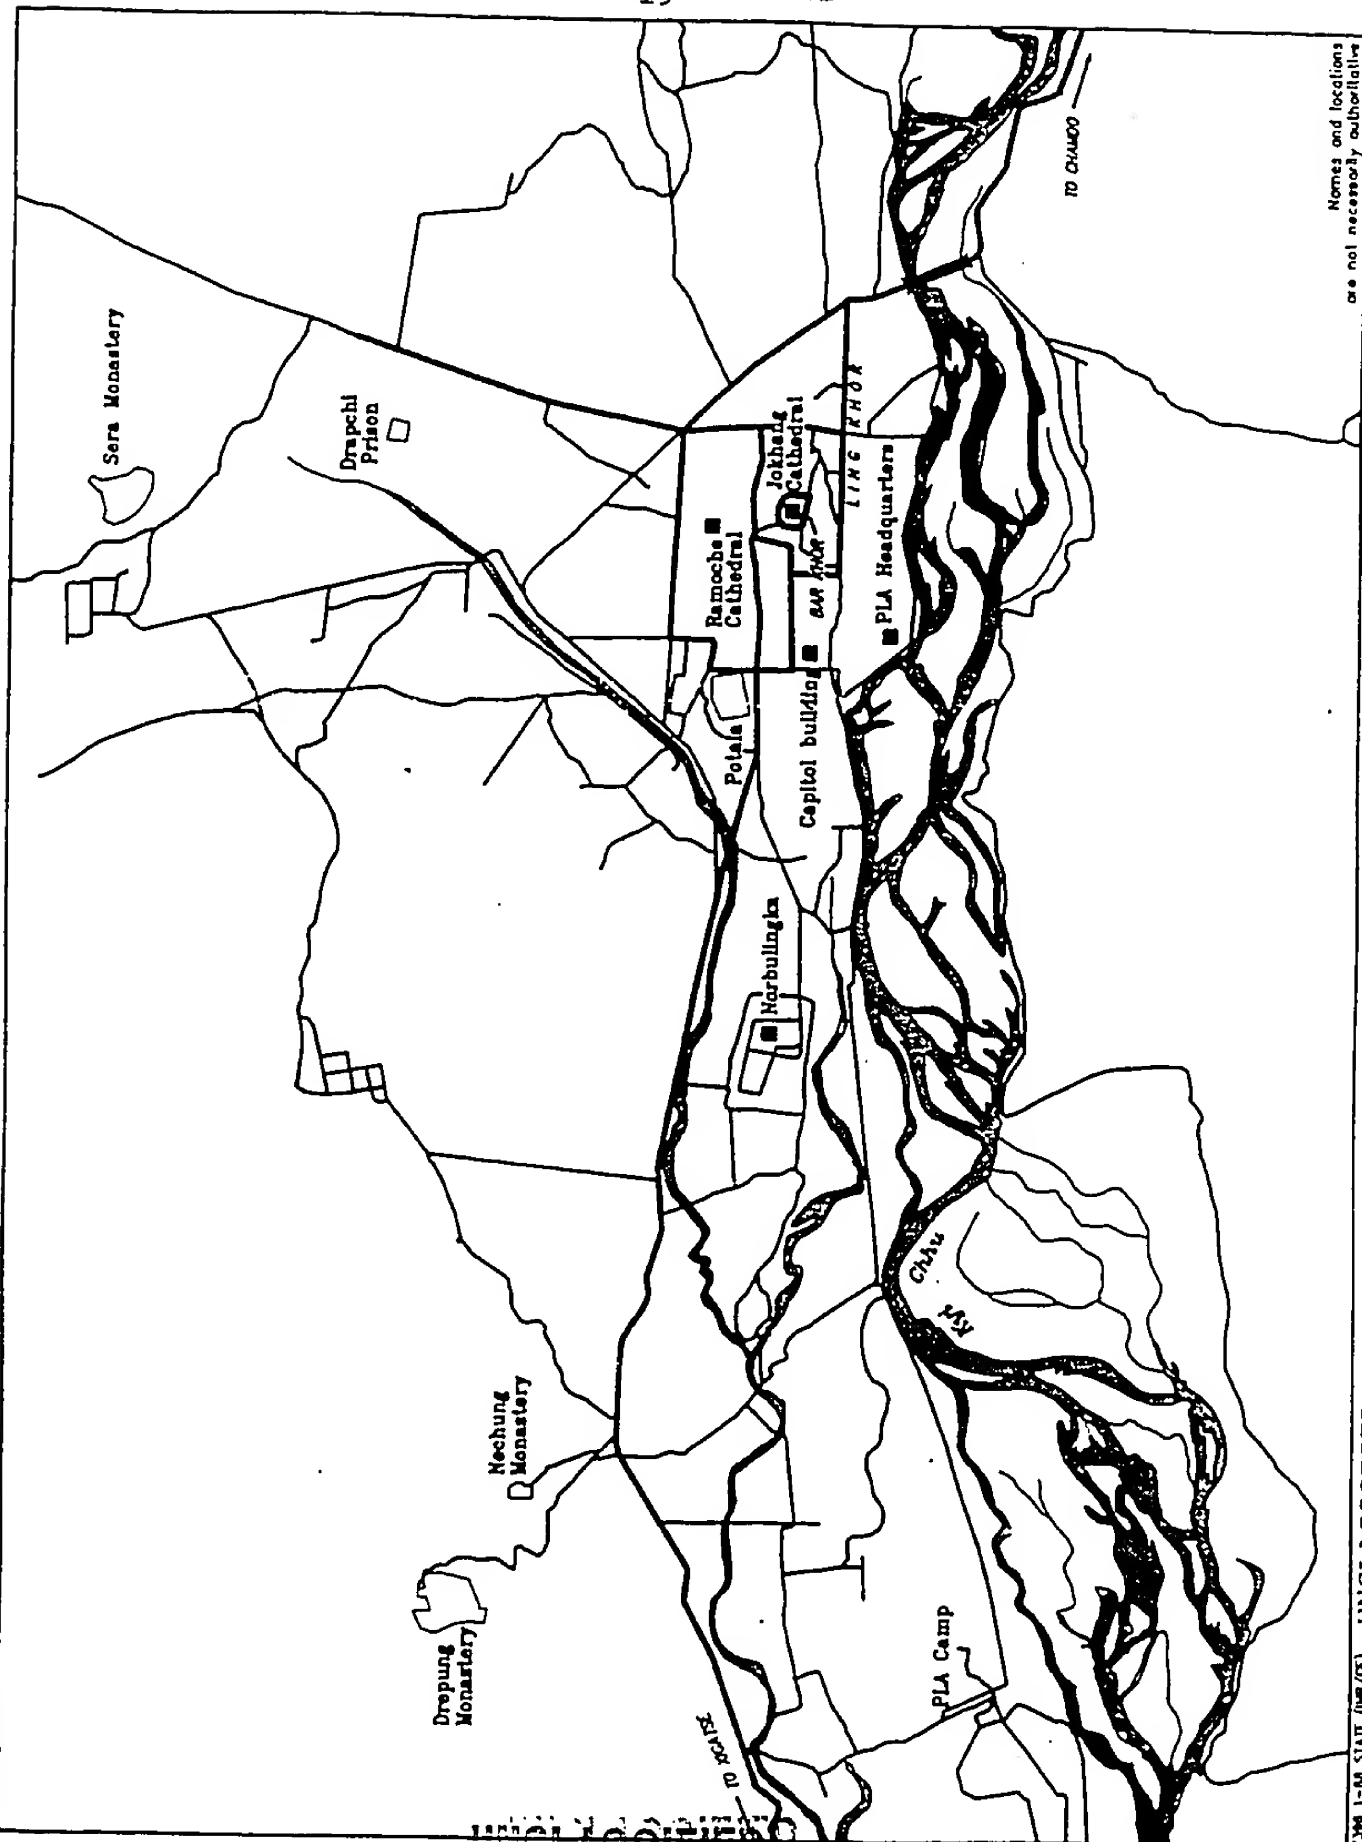 Sera Monastery
Drapchi
Prison
TO CHAMDO
Names and locations
are not necessarily authoritative
Ramoche
Cathedral
Jokhang
Cathedral
LING KHOR
BAR KHOR
PLA Headquarters
Potala
Capitol building
Norbulingka
Nechung
Monastery
Drepung
Monastery
Kyi Chhu
PLA Camp
TO XIGATSE